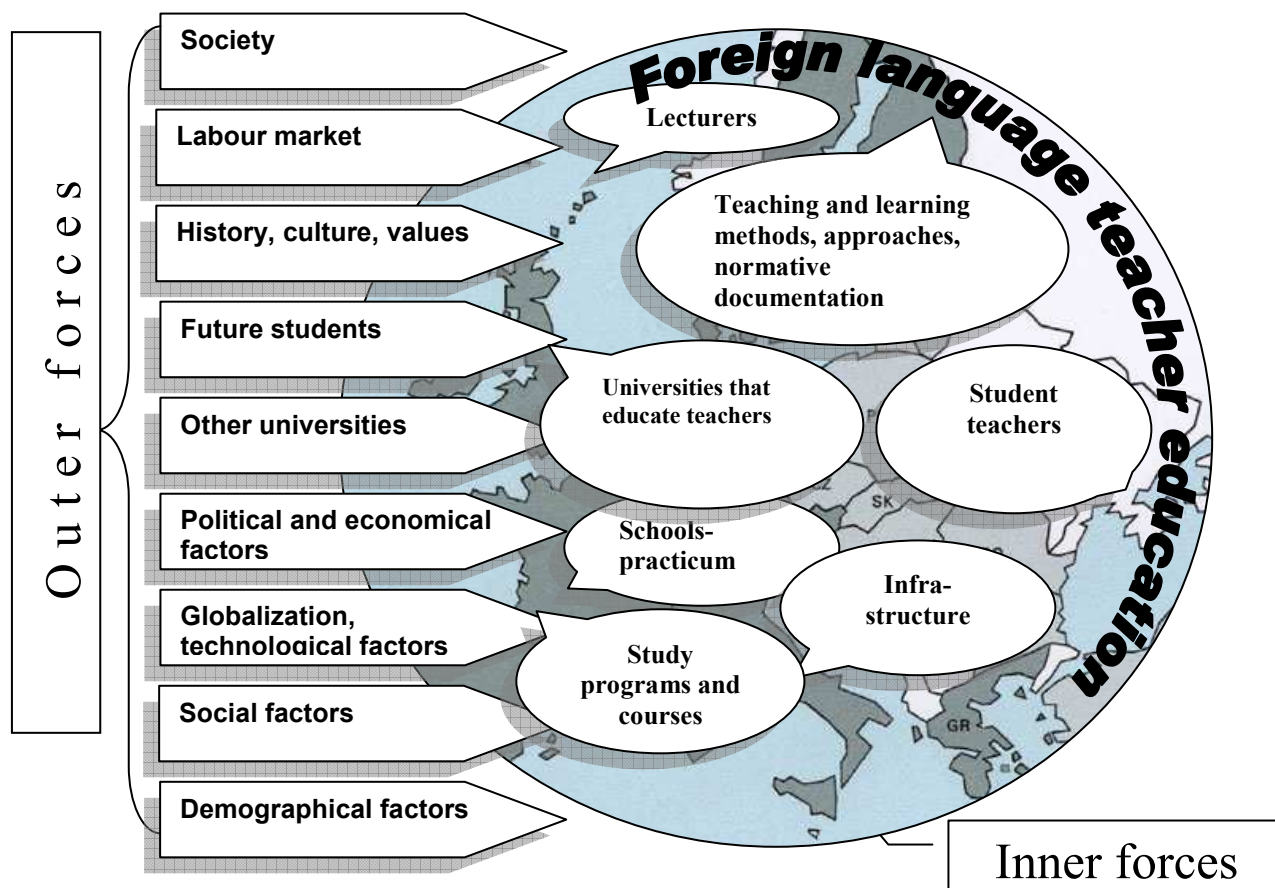 Outer forces
Society
Labour market
History, culture, values
Future students
Other universities
Political and economical
factors
Globalization,
technological factors
Social factors
Demographical factors
Foreign language teacher education
Lecturers
Teaching and learning
methods, approaches,
normative
documentation
Universities that
educate teachers
Student
teachers
Schools-
practicum
Infra-
structure
Study
programs and
courses
SK
GR
Inner forces